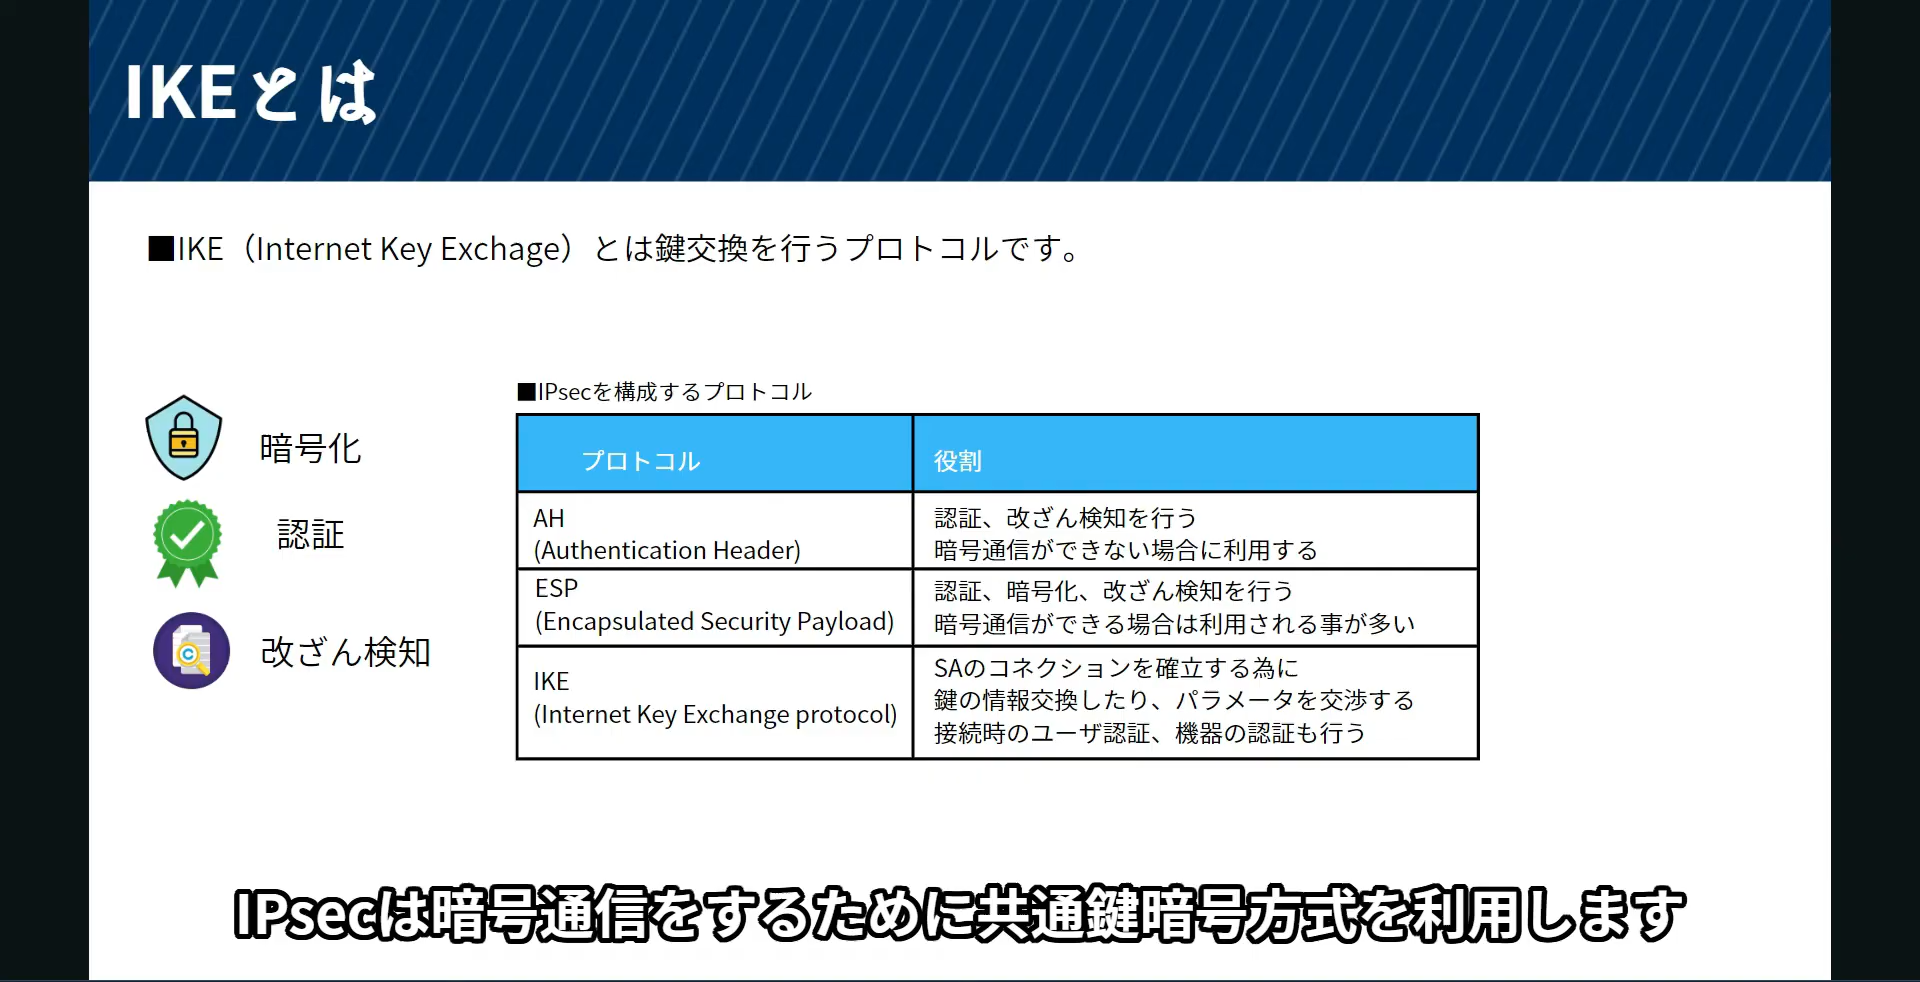 IKEとは
■IKE（Internet Key Exchage）とは鍵交換を行うプロトコルです。
暗号化
認証
改ざん検知
■IPsecを構成するプロトコル
プロトコル
役割
AH
(Authentication Header)
認証、改ざん検知を行う
暗号通信ができない場合に利用する
ESP
(Encapsulated Security Payload)
認証、暗号化、改ざん検知を行う
暗号通信ができる場合は利用される事が多い
IKE
(Internet Key Exchange protocol)
SAのコネクションを確立する為に
鍵の情報交換したり、パラメータを交渉する
接続時のユーザ認証、機器の認証も行う
IPsecは暗号通信をするために共通鍵暗号方式を利用します